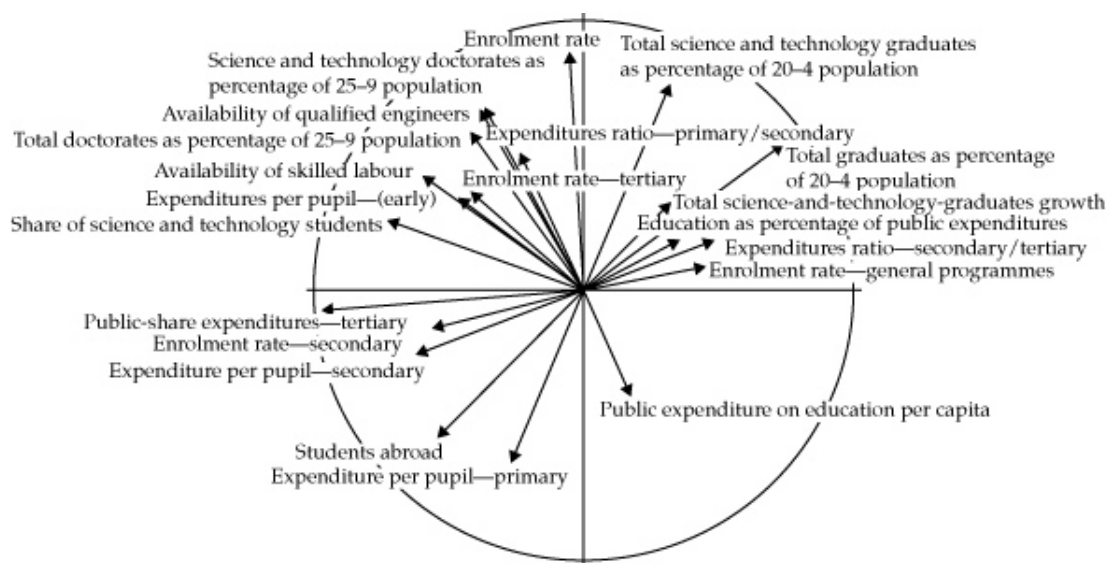 Enrolment rate
Total science and technology graduates
as percentage of 20–4 population
Science and technology doctorates as
percentage of 25–9 population
Availability of qualified engineers
Total doctorates as percentage of 25–9 population
Expenditures ratio—primary/secondary
Total graduates as percentage
of 20–4 population
Availability of skilled labour
Enrolment rate—tertiary
Expenditures per pupil—(early)
Total science-and-technology-graduates growth
Share of science and technology students
Education as percentage of public expenditures
Expenditures ratio—secondary/tertiary
Enrolment rate—general programmes
Public-share expenditures—tertiary
Enrolment rate—secondary
Expenditure per pupil—secondary
Public expenditure on education per capita
Students abroad
Expenditure per pupil—primary